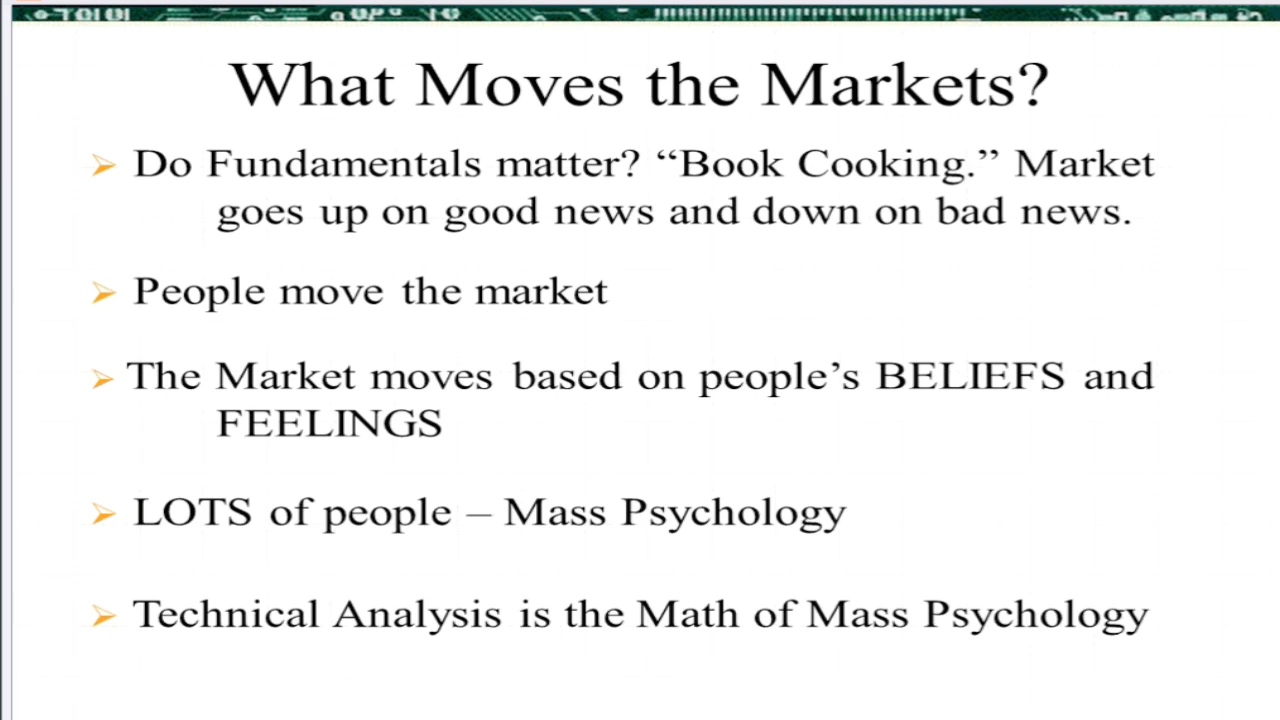 What Moves the Markets?
Do Fundamentals matter? “Book Cooking.” Market
goes up on good news and down on bad news.
People move the market
The Market moves based on people’s BELIEFS and
FEELINGS
LOTS of people – Mass Psychology
Technical Analysis is the Math of Mass Psychology